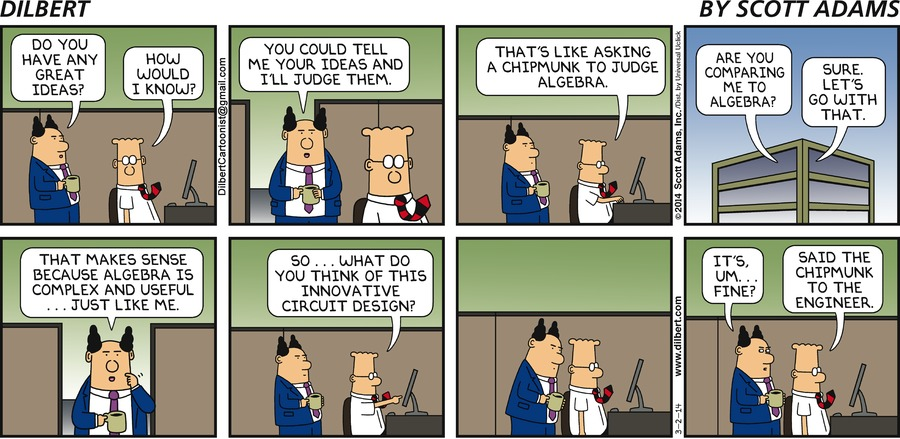 DILBERT
BY SCOTT ADAMS
DO YOU
HAVE ANY
GREAT
IDEAS?
HOW
WOULD
I KNOW?
DilbertCartoonist@gmail.com
YOU COULD TELL
ME YOUR IDEAS AND
I'LL JUDGE THEM.
THAT'S LIKE ASKING
A CHIPMUNK TO JUDGE
ALGEBRA.
©2014 Scott Adams, Inc./Dist. by Universal Uclick
ARE YOU
COMPARING
ME TO
ALGEBRA?
SURE.
LET'S
GO WITH
THAT.
THAT MAKES SENSE
BECAUSE ALGEBRA IS
COMPLEX AND USEFUL
...JUST LIKE ME.
SO...WHAT DO
YOU THINK OF THIS
INNOVATIVE
CIRCUIT DESIGN?
3-2-14 www.dilbert.com
IT'S,
UM...
FINE?
SAID THE
CHIPMUNK
TO THE
ENGINEER.